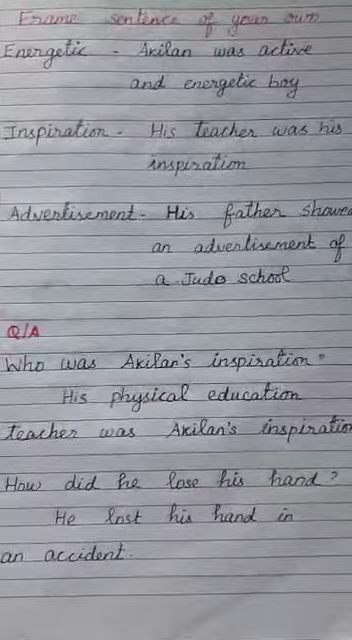 Frame sentence of your own
Energetic - Akilan was active
and energetic boy
Inspiration - His teacher was his
inspiration
Advertisement - His father showed
an advertisement of
a Judo school
Q/A
Who was Akilan's inspiration?
His physical education
teacher was Akilan's inspiration
How did he lose his hand?
He lost his hand in
an accident.